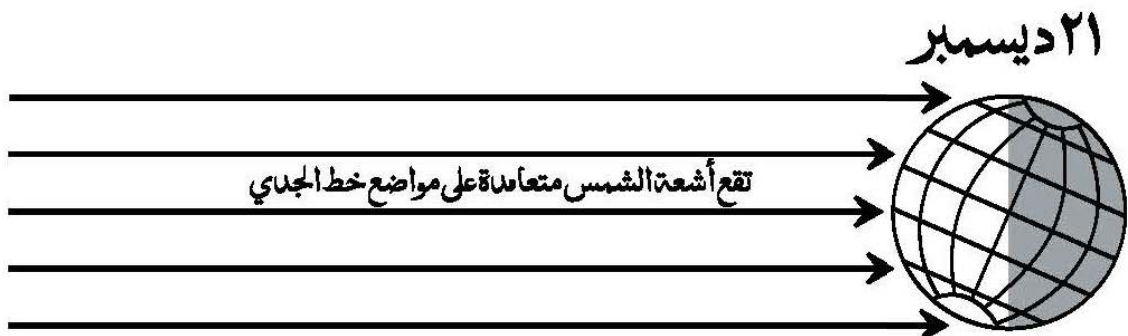 ٢١ ديسمبر
تقع أشعة الشمس متعامدة على مواضع خط الجدي